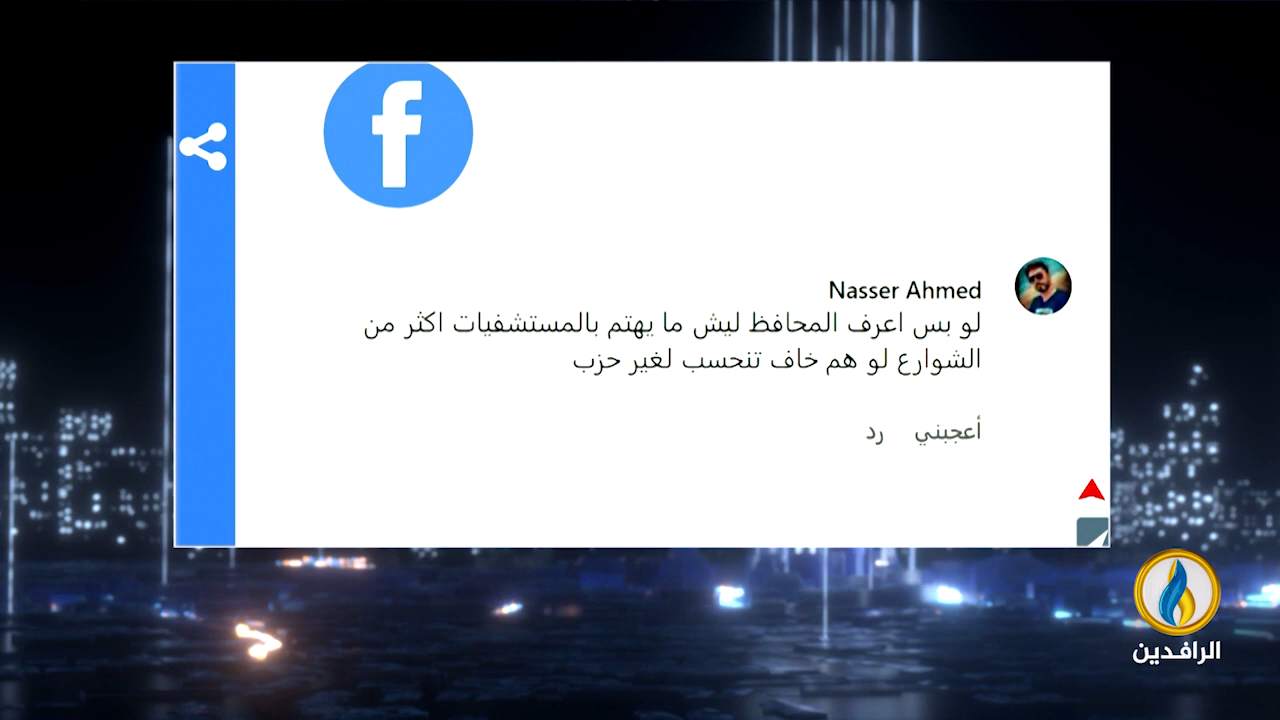 Nasser Ahmed
لو بس اعرف المحافظ ليش ما يهتم بالمستشفيات اكثر من
الشوارع لو هم خاف تنحسب لغير حزب
أعجبني رد
الرافدين